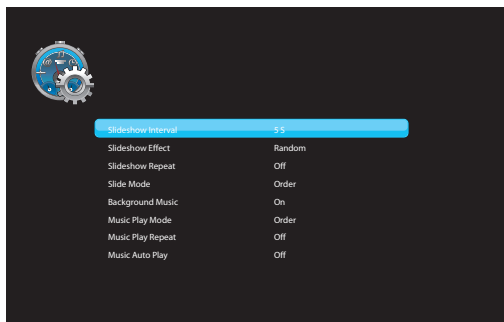 Slideshow Interval 5 S
Slideshow Effect Random
Slideshow Repeat Off
Slide Mode Order
Background Music On
Music Play Mode Order
Music Play Repeat Off
Music Auto Play Off